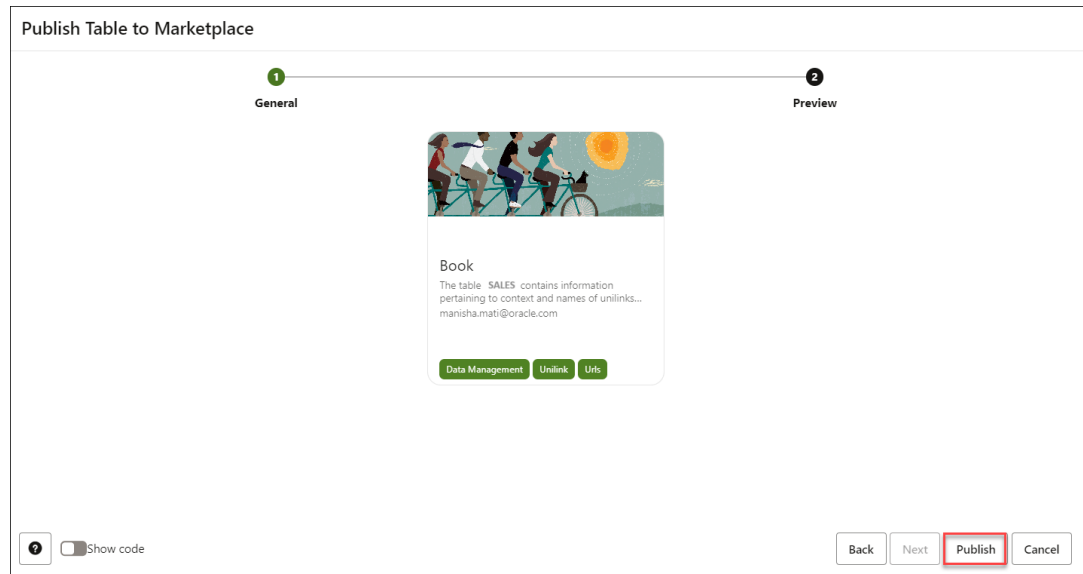 Publish Table to Marketplace
1
2
General
Preview
Book
The table SALES contains information
pertaining to context and names of unilinks...
manisha.mati@oracle.com
Data Management Unilink Urls
? Show code
Back Next Publish Cancel